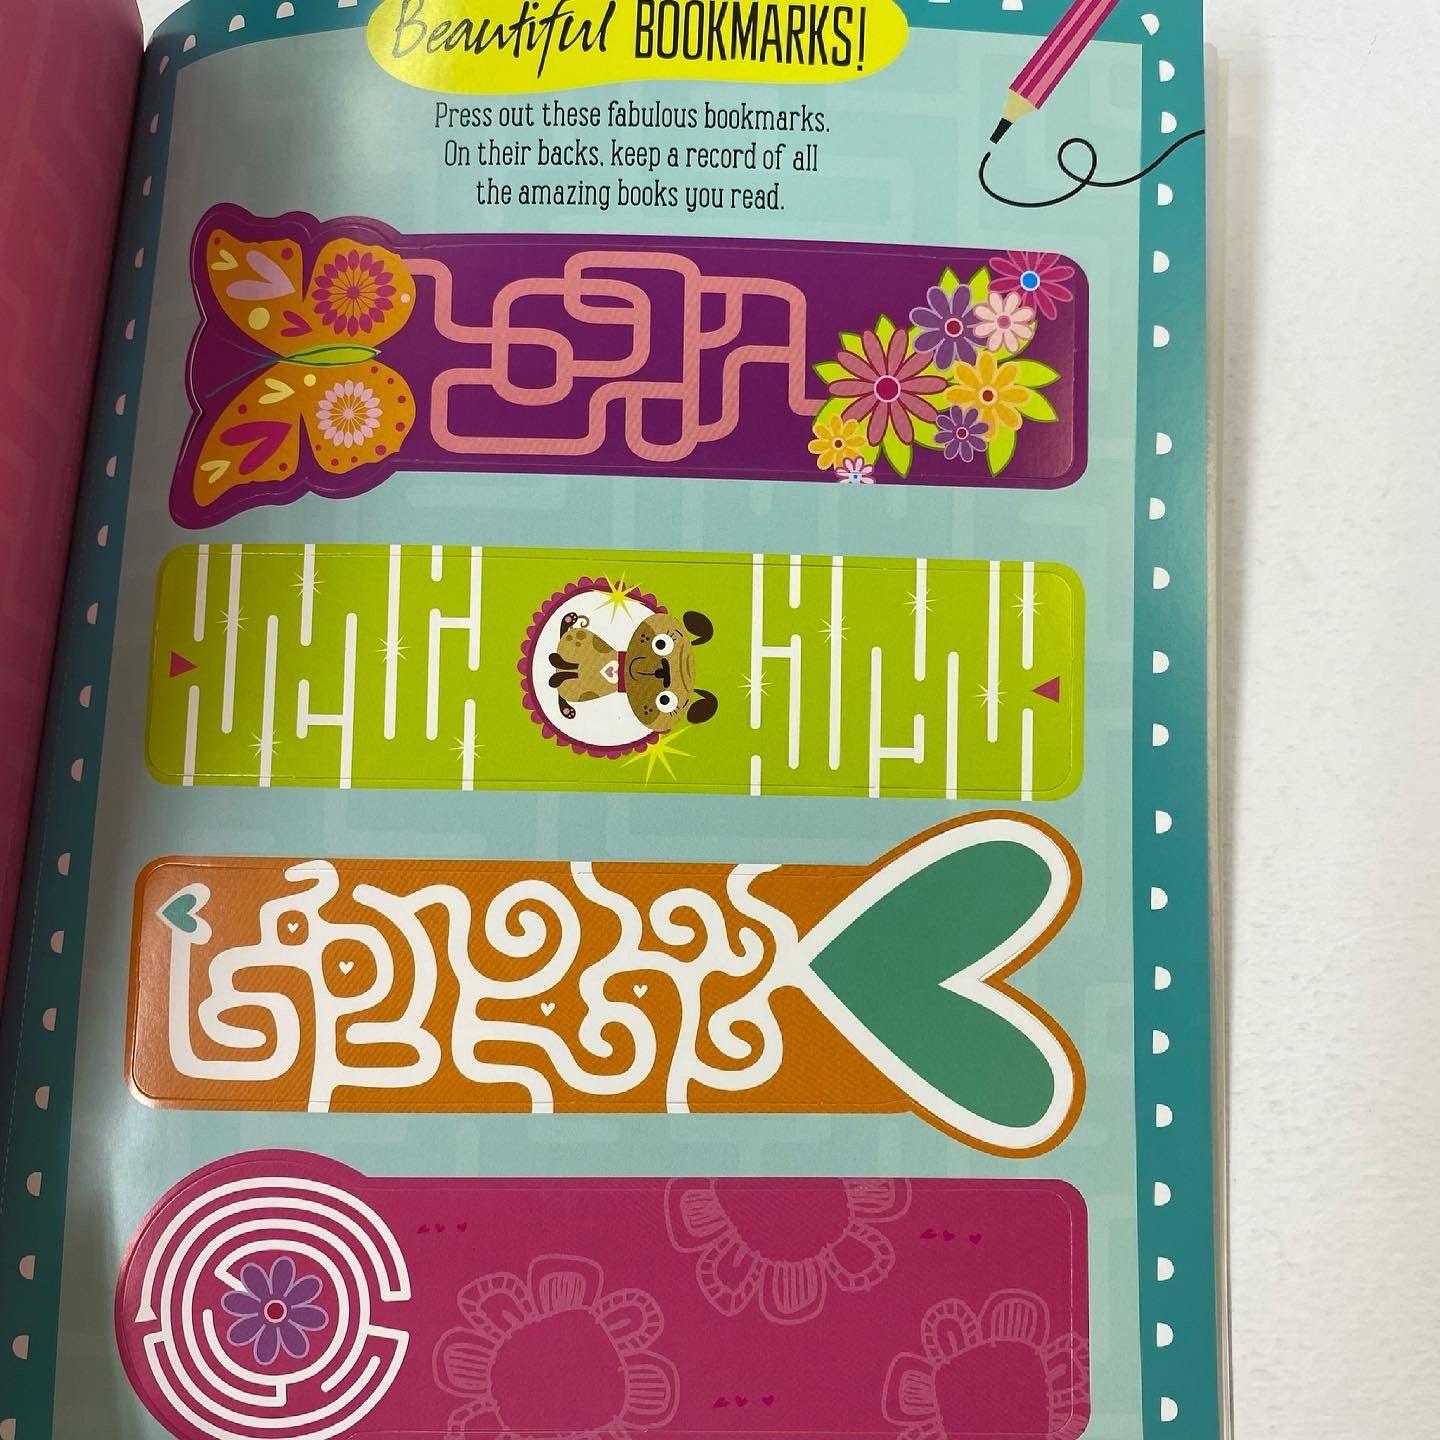 Beautiful BOOKMARKS!
Press out these fabulous bookmarks.
On their backs, keep a record of all
the amazing books you read.